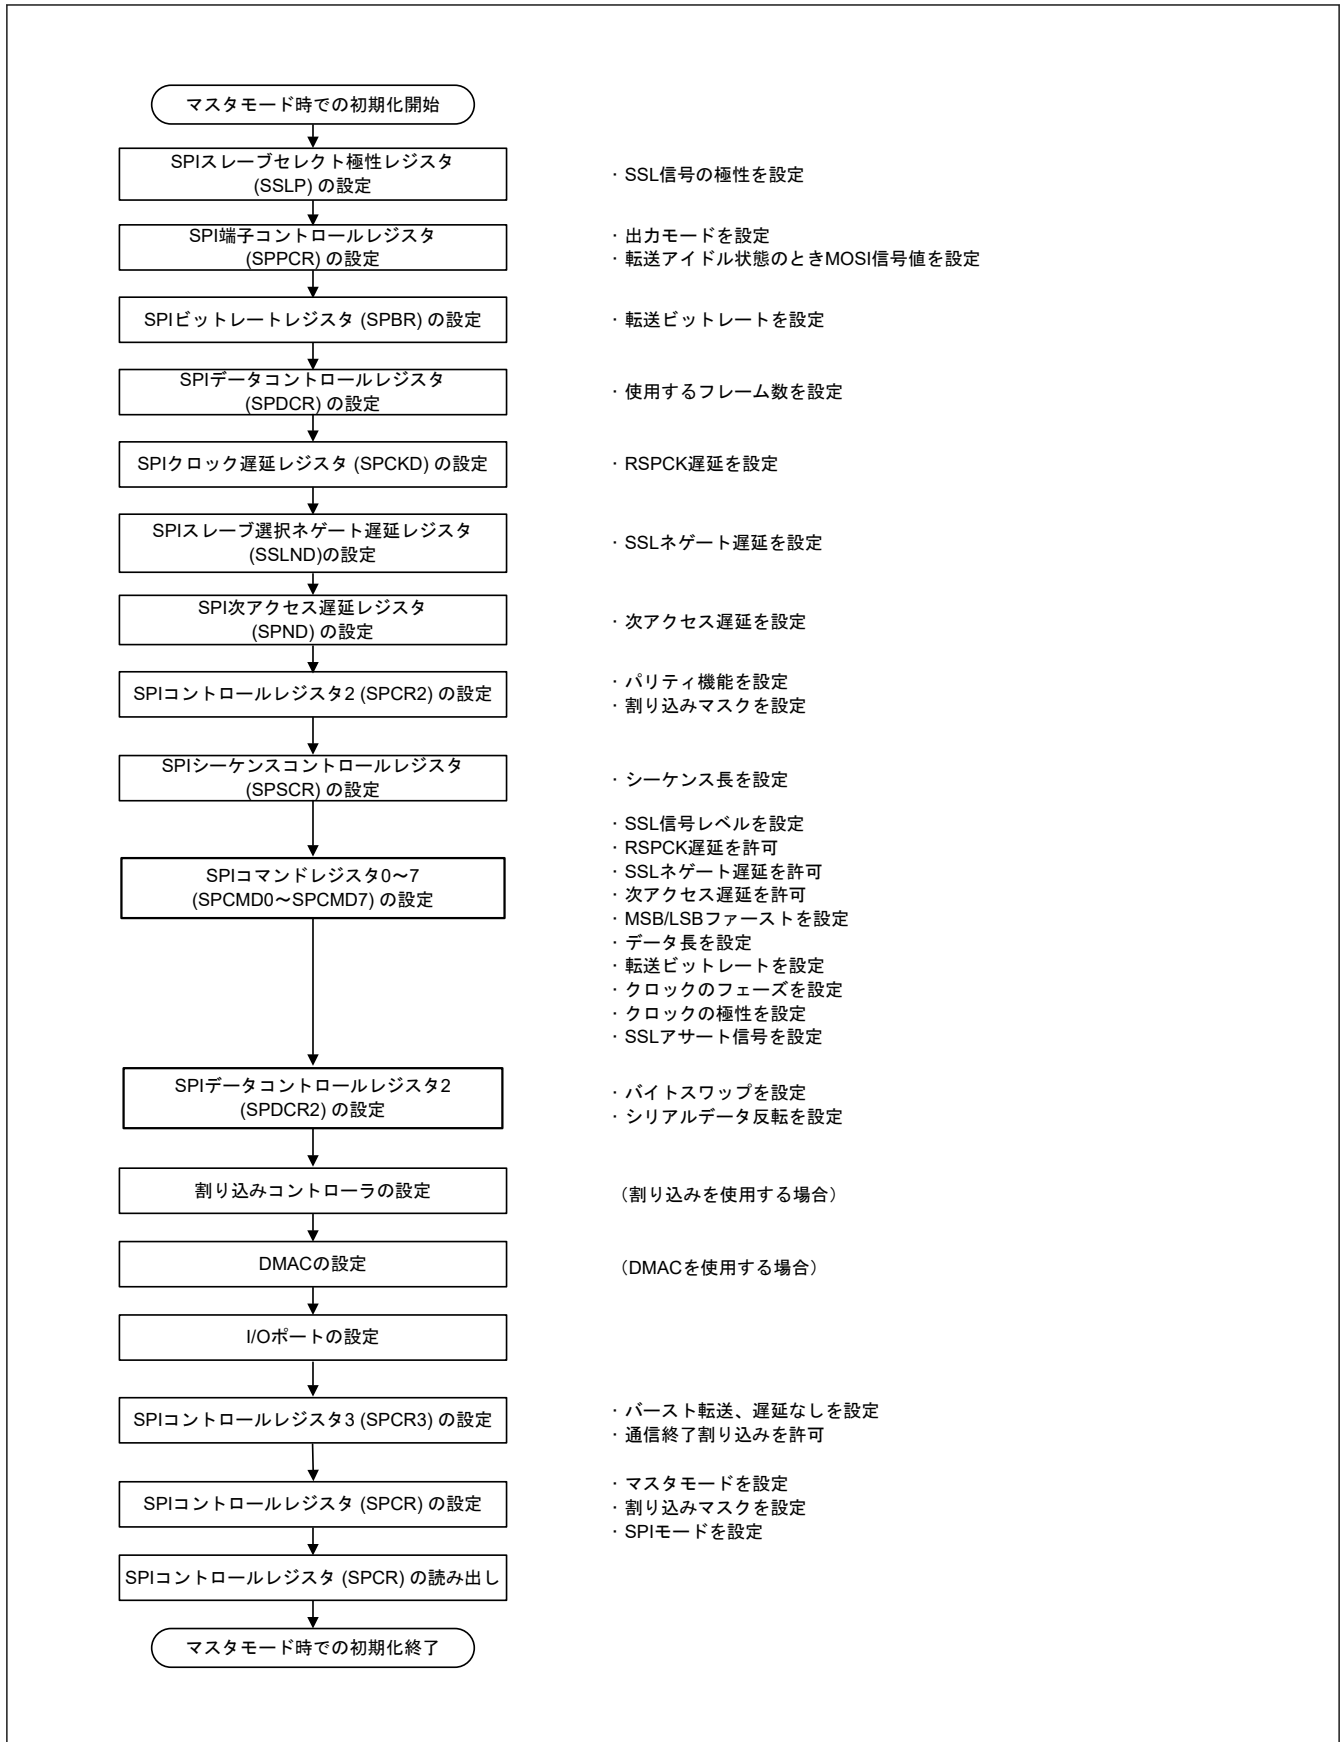 マスタモード時での初期化開始
SPIスレーブセレクト極性レジスタ
(SSLP) の設定
・SSL信号の極性を設定
SPI端子コントロールレジスタ
(SPPCR) の設定
・出力モードを設定
・転送アイドル状態のときMOSI信号値を設定
SPIビットレートレジスタ (SPBR) の設定
・転送ビットレートを設定
SPIデータコントロールレジスタ
(SPDCR) の設定
・使用するフレーム数を設定
SPIクロック遅延レジスタ (SPCKD) の設定
・RSPCK遅延を設定
SPIスレーブ選択ネゲート遅延レジスタ
(SSLND)の設定
・SSLネゲート遅延を設定
SPI次アクセス遅延レジスタ
(SPND) の設定
・次アクセス遅延を設定
SPIコントロールレジスタ2 (SPCR2) の設定
・パリティ機能を設定
・割り込みマスクを設定
SPIシーケンスコントロールレジスタ
(SPSCR) の設定
・シーケンス長を設定
SPIコマンドレジスタ0～7
(SPCMD0～SPCMD7) の設定
・SSL信号レベルを設定
・RSPCK遅延を許可
・SSLネゲート遅延を許可
・次アクセス遅延を許可
・MSB/LSBファーストを設定
・データ長を設定
・転送ビットレートを設定
・クロックのフェーズを設定
・クロックの極性を設定
・SSLアサート信号を設定
SPIデータコントロールレジスタ2
(SPDCR2) の設定
・バイトスワップを設定
・シリアルデータ反転を設定
割り込みコントローラの設定
（割り込みを使用する場合）
DMACの設定
（DMACを使用する場合）
I/Oポートの設定
SPIコントロールレジスタ3 (SPCR3) の設定
・バースト転送、遅延なしを設定
・通信終了割り込みを許可
SPIコントロールレジスタ (SPCR) の設定
・マスタモードを設定
・割り込みマスクを設定
・SPIモードを設定
SPIコントロールレジスタ (SPCR) の読み出し
マスタモード時での初期化終了